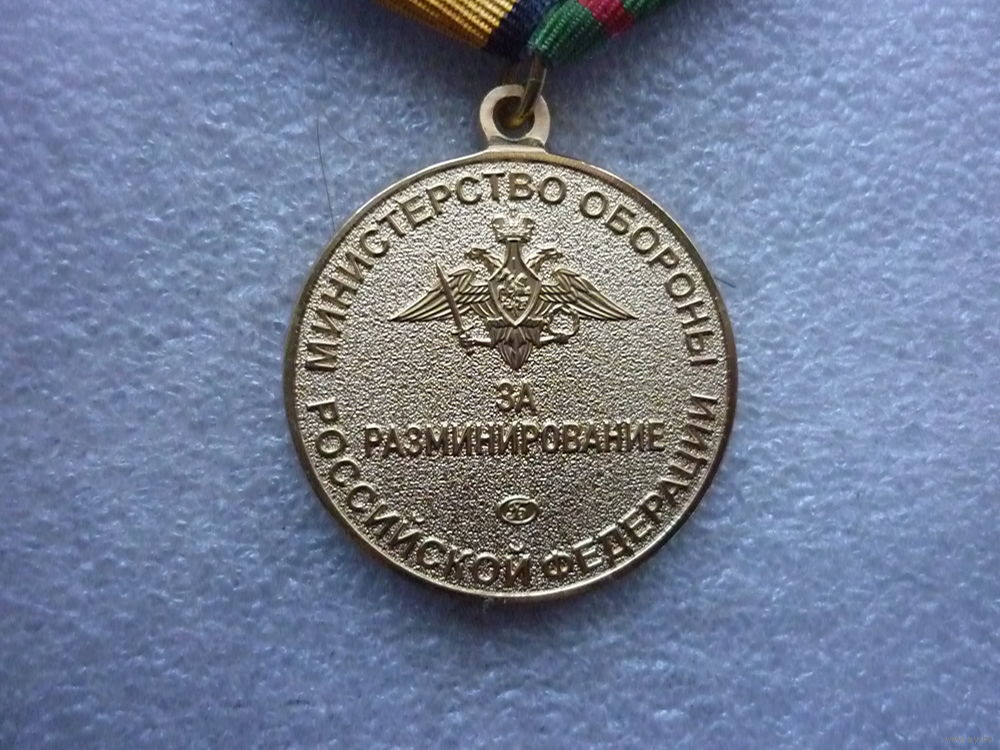 МИНИСТЕРСТВО ОБОРОНЫ
ЗА
РАЗМИНИРОВАНИЕ
РОССИЙСКОЙ ФЕДЕРАЦИИ